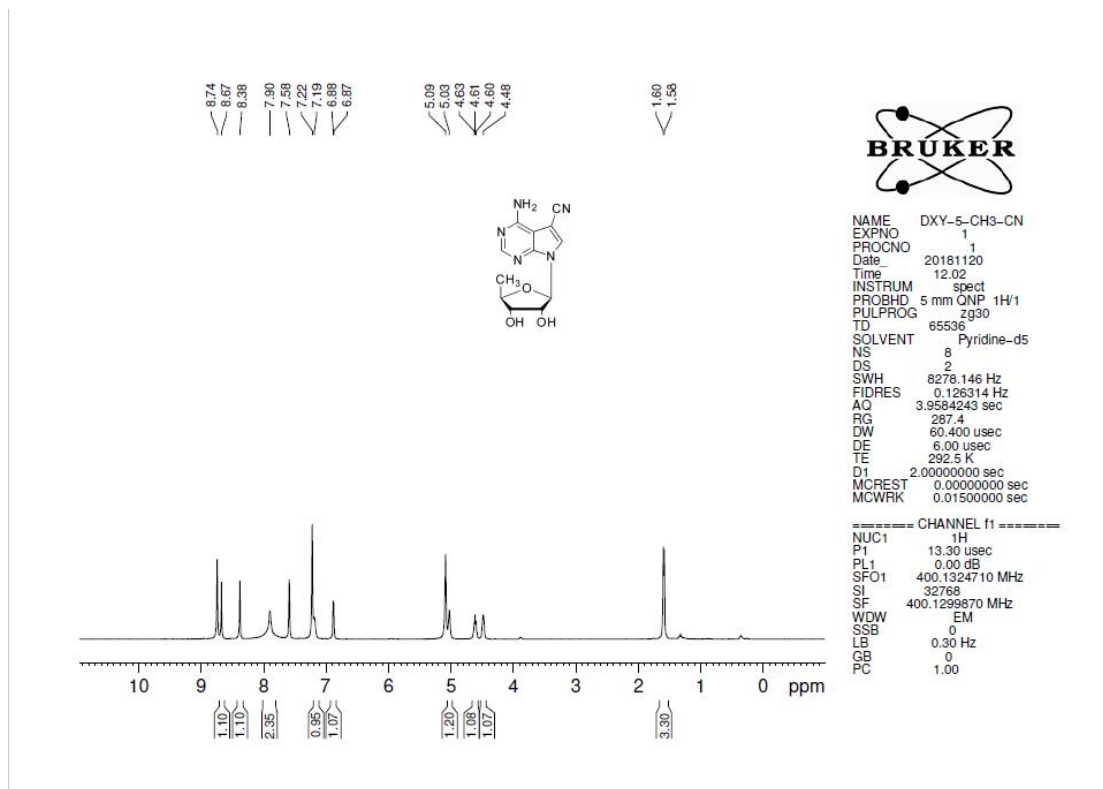 8.74
8.67
8.38
7.90
7.58
7.22
7.19
6.88
6.87
5.09
5.03
4.63
4.61
4.60
4.48
1.60
1.58
BRUKER
NH2
CN
N
N
N
CH3
O
OH OH
NAME DXY-5-CH3-CN
EXPNO 1
PROCNO 1
Date_ 20181120
Time 12.02
INSTRUM spect
PROBHD 5 mm QNP 1H/1
PULPROG zg30
TD 65536
SOLVENT Pyridine-d5
NS 8
DS 2
SWH 8278.146 Hz
FIDRES 0.126314 Hz
AQ 3.9584243 sec
RG 287.4
DW 60.400 usec
DE 6.00 usec
TE 292.5 K
D1 2.00000000 sec
MCREST 0.00000000 sec
MCWRK 0.01500000 sec
======== CHANNEL f1 ========
NUC1 1H
P1 13.30 usec
PL1 0.00 dB
SFO1 400.1324710 MHz
SI 32768
SF 400.1299870 MHz
WDW EM
SSB 0
LB 0.30 Hz
GB 0
PC 1.00
10 9 8 7 6 5 4 3 2 1 0 ppm
1.10
1.10
2.35
0.95
1.07
1.20
1.08
1.07
3.30